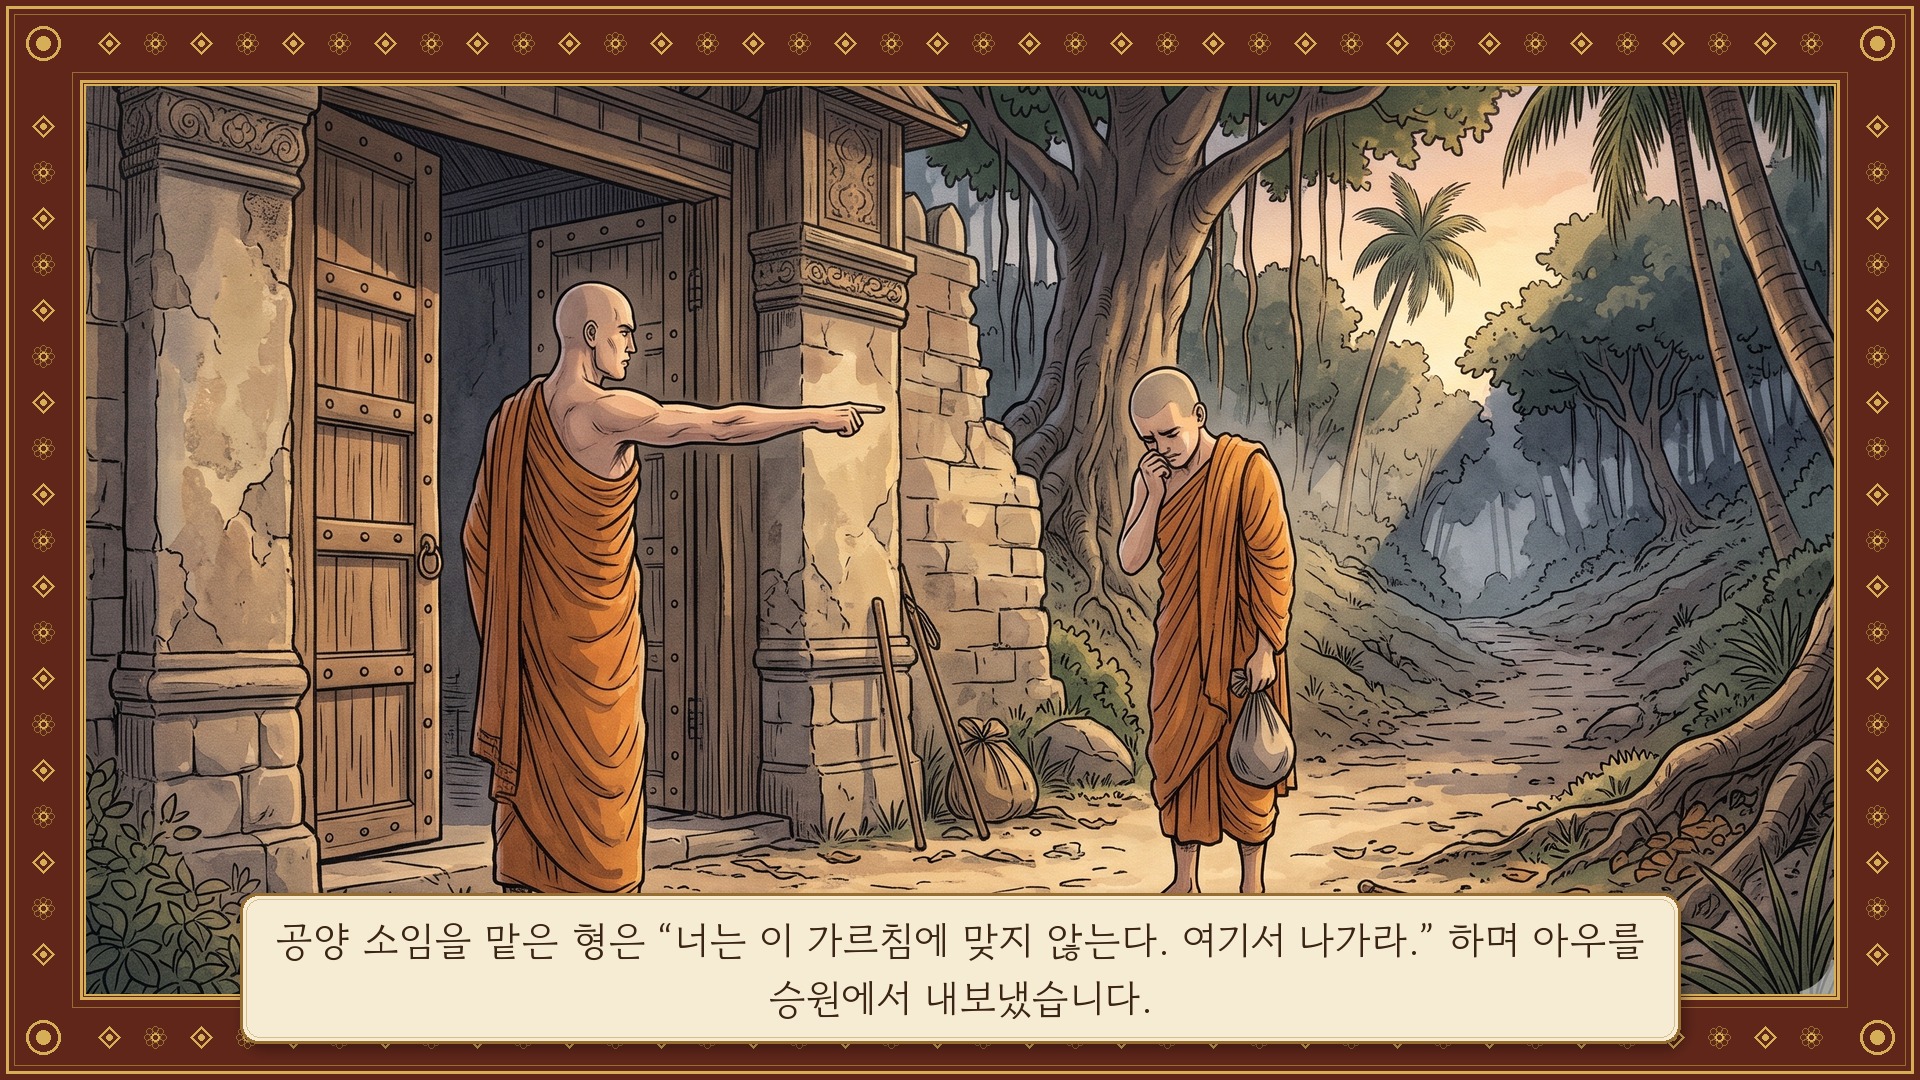 공양 소임을 맡은 형은 “너는 이 가르침에 맞지 않는다. 여기서 나가라.” 하며 아우를
승원에서 내보냈습니다.